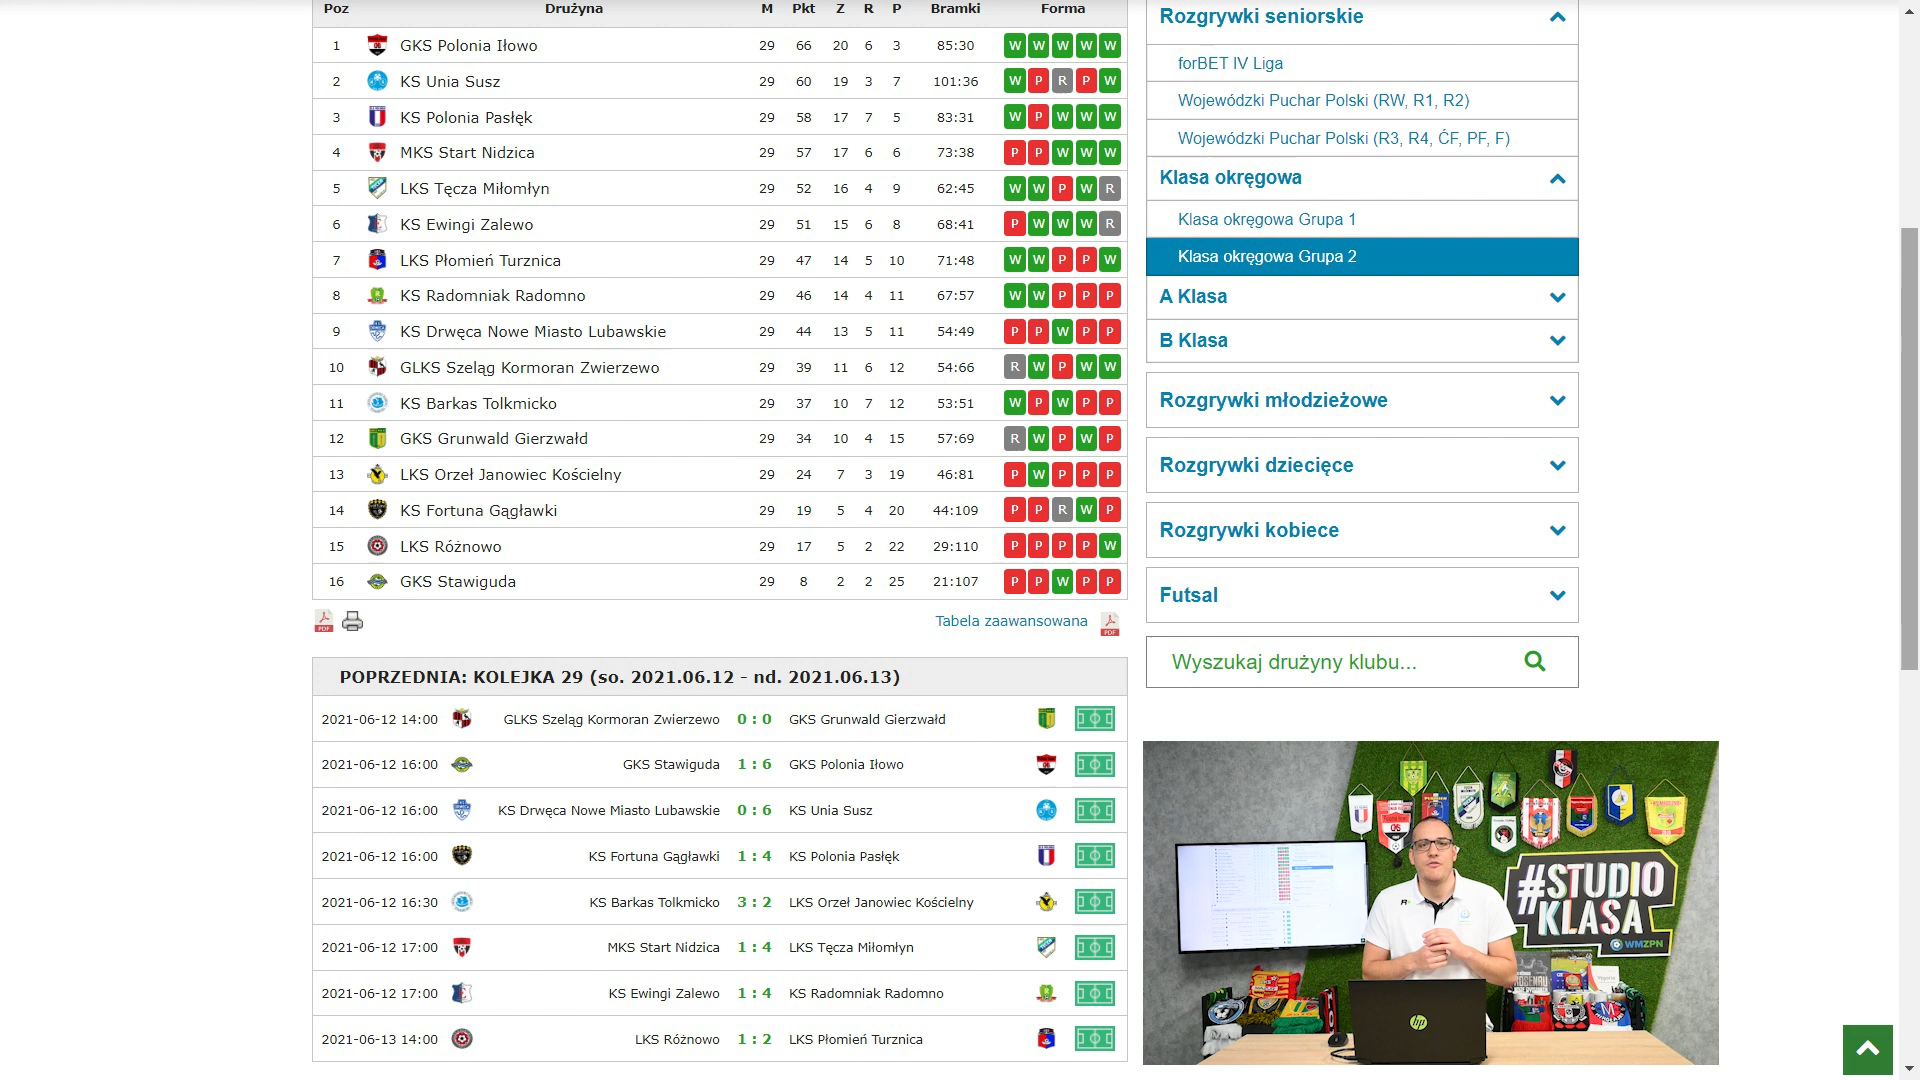 Poz Drużyna M Pkt Z R P Bramki Forma
1 GKS Polonia Iłowo 29 66 20 6 3 85:30 W W W W W
2 KS Unia Susz 29 60 19 3 7 101:36 W P R P W
3 KS Polonia Pasłęk 29 58 17 7 5 83:31 W P W W W
4 MKS Start Nidzica 29 57 17 6 6 73:38 P P W W W
5 LKS Tęcza Miłomłyn 29 52 16 4 9 62:45 W W P W R
6 KS Ewingi Zalewo 29 51 15 6 8 68:41 P W W W R
7 LKS Płomień Turznica 29 47 14 5 10 71:48 W W P P W
8 KS Radomniak Radomno 29 46 14 4 11 67:57 W W P P P
9 KS Drwęca Nowe Miasto Lubawskie 29 44 13 5 11 54:49 P P W P P
10 GLKS Szeląg Kormoran Zwierzewo 29 39 11 6 12 54:66 R W P W W
11 KS Barkas Tolkmicko 29 37 10 7 12 53:51 W P W P P
12 GKS Grunwald Gierzwałd 29 34 10 4 15 57:69 R W P W P
13 LKS Orzeł Janowiec Kościelny 29 24 7 3 19 46:81 P W P P P
14 KS Fortuna Gągławki 29 19 5 4 20 44:109 P P R W P
15 LKS Różnowo 29 17 5 2 22 29:110 P P P P W
16 GKS Stawiguda 29 8 2 2 25 21:107 P P W P P
Tabela zaawansowana
POPRZEDNIA: KOLEJKA 29 (so. 2021.06.12 - nd. 2021.06.13)
2021-06-12 14:00 GLKS Szeląg Kormoran Zwierzewo 0 : 0 GKS Grunwald Gierzwałd
2021-06-12 16:00 GKS Stawiguda 1 : 6 GKS Polonia Iłowo
2021-06-12 16:00 KS Drwęca Nowe Miasto Lubawskie 0 : 6 KS Unia Susz
2021-06-12 16:00 KS Fortuna Gągławki 1 : 4 KS Polonia Pasłęk
2021-06-12 16:30 KS Barkas Tolkmicko 3 : 2 LKS Orzeł Janowiec Kościelny
2021-06-12 17:00 MKS Start Nidzica 1 : 4 LKS Tęcza Miłomłyn
2021-06-12 17:00 KS Ewingi Zalewo 1 : 4 KS Radomniak Radomno
2021-06-13 14:00 LKS Różnowo 1 : 2 LKS Płomień Turznica
Rozgrywki seniorskie
forBET IV Liga
Wojewódzki Puchar Polski (RW, R1, R2)
Wojewódzki Puchar Polski (R3, R4, ĆF, PF, F)
Klasa okręgowa
Klasa okręgowa Grupa 1
Klasa okręgowa Grupa 2
A Klasa
B Klasa
Rozgrywki młodzieżowe
Rozgrywki dziecięce
Rozgrywki kobiece
Futsal
Wyszukaj drużyny klubu...
#STUDIO
KLASA
WMZPN
hp